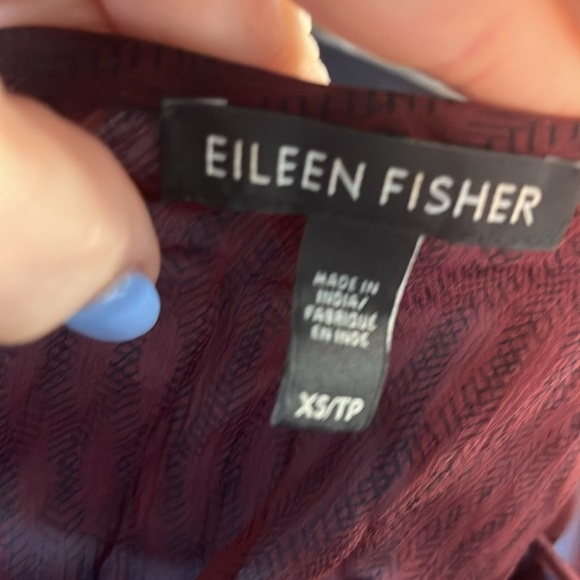 EILEEN FISHER
MADE IN
INDIA/
FABRIQUÉ
EN INDE
XS/TP